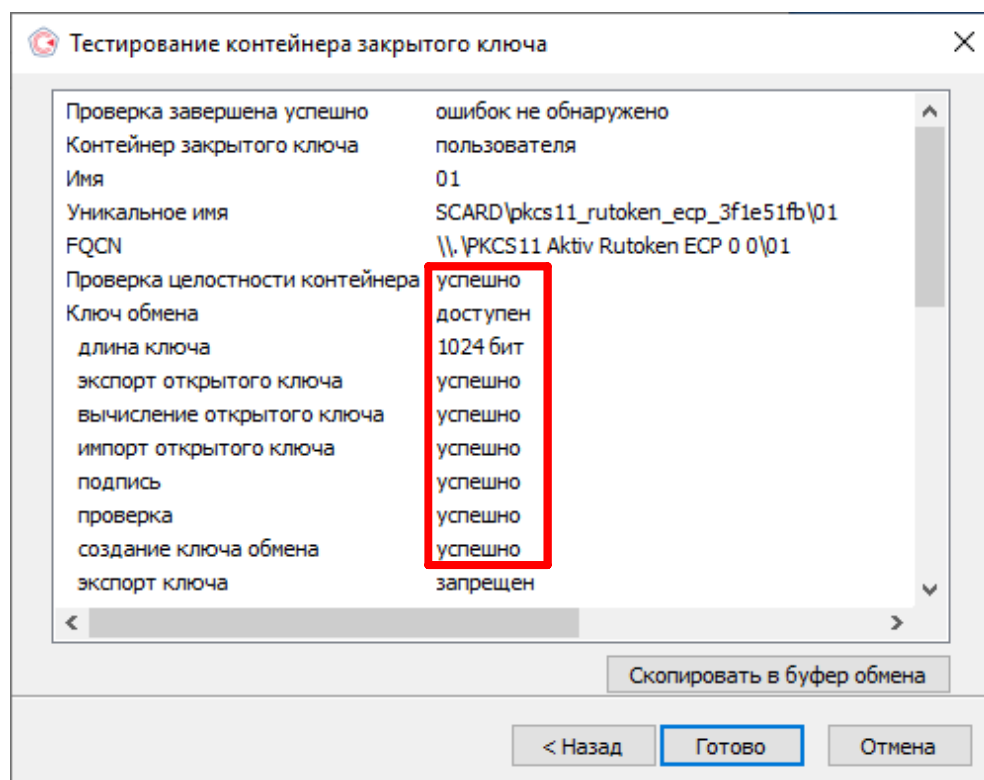 Тестирование контейнера закрытого ключа
Проверка завершена успешно ошибок не обнаружено
Контейнер закрытого ключа пользователя
Имя 01
Уникальное имя SCARD\pkcs11_rutoken_ecp_3f1e51fb\01
FQCN \\.\PKCS11 Aktiv Rutoken ECP 0 0\01
Проверка целостности контейнера успешно
Ключ обмена доступен
длина ключа 1024 бит
экспорт открытого ключа успешно
вычисление открытого ключа успешно
импорт открытого ключа успешно
подпись успешно
проверка успешно
создание ключа обмена успешно
экспорт ключа запрещен
Скопировать в буфер обмена
< Назад Готово Отмена